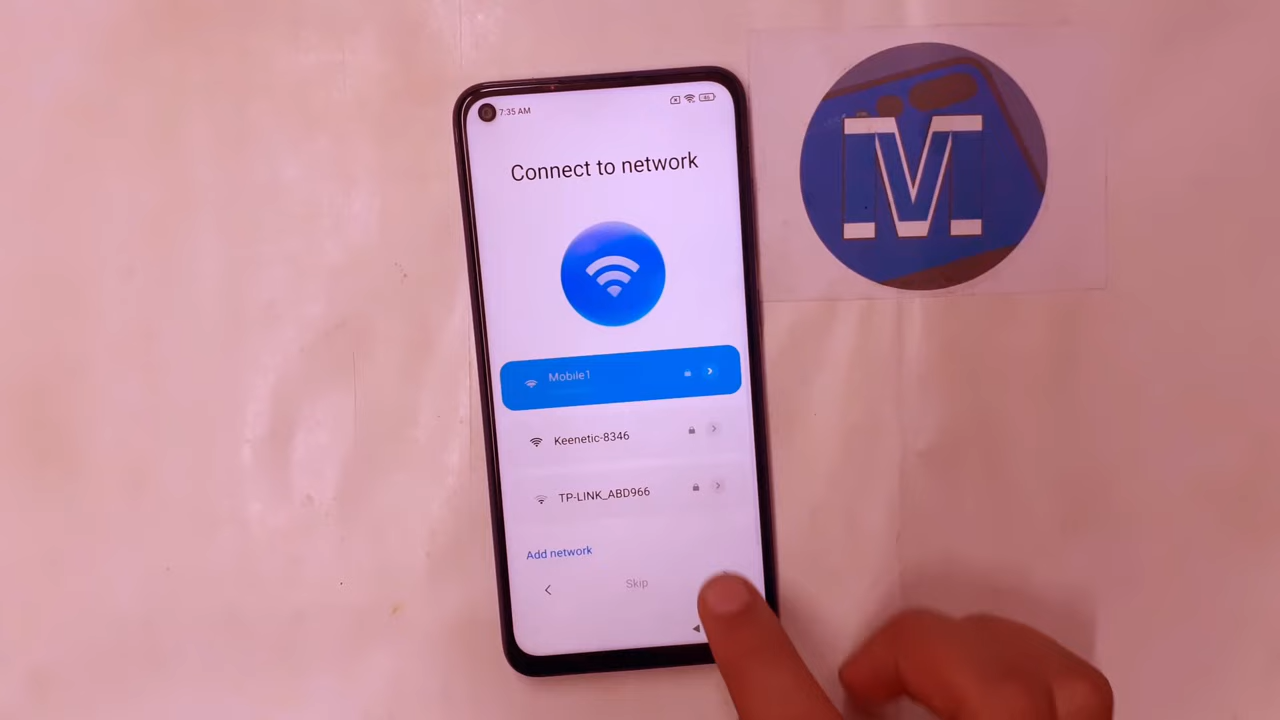 7:35 AM
Connect to network
Mobile1
Keenetic-8346
TP-LINK_ABD966
Add network
Skip
M